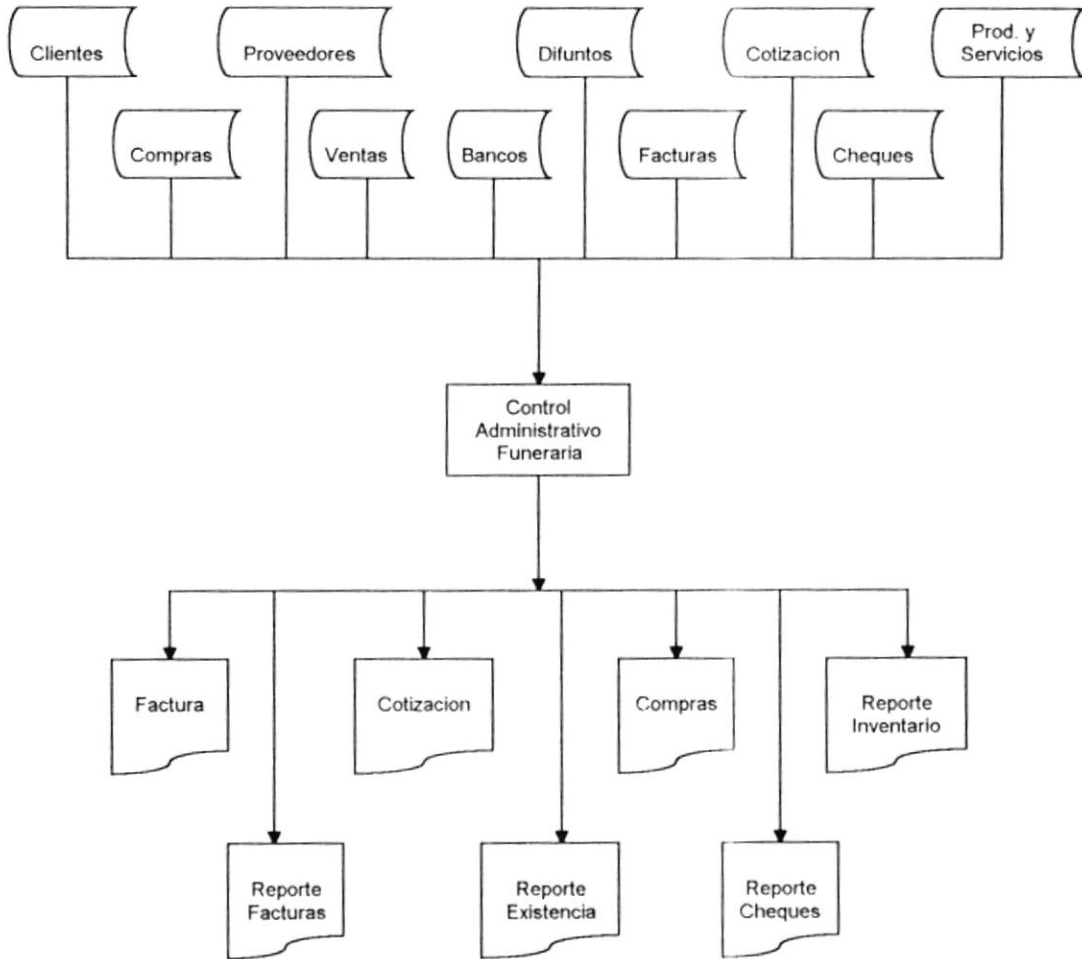 Clientes
Proveedores
Difuntos
Cotizacion
Prod. y
Servicios
Compras
Ventas
Bancos
Facturas
Cheques
Control
Administrativo
Funeraria
Factura
Cotizacion
Compras
Reporte
Inventario
Reporte
Facturas
Reporte
Existencia
Reporte
Cheques